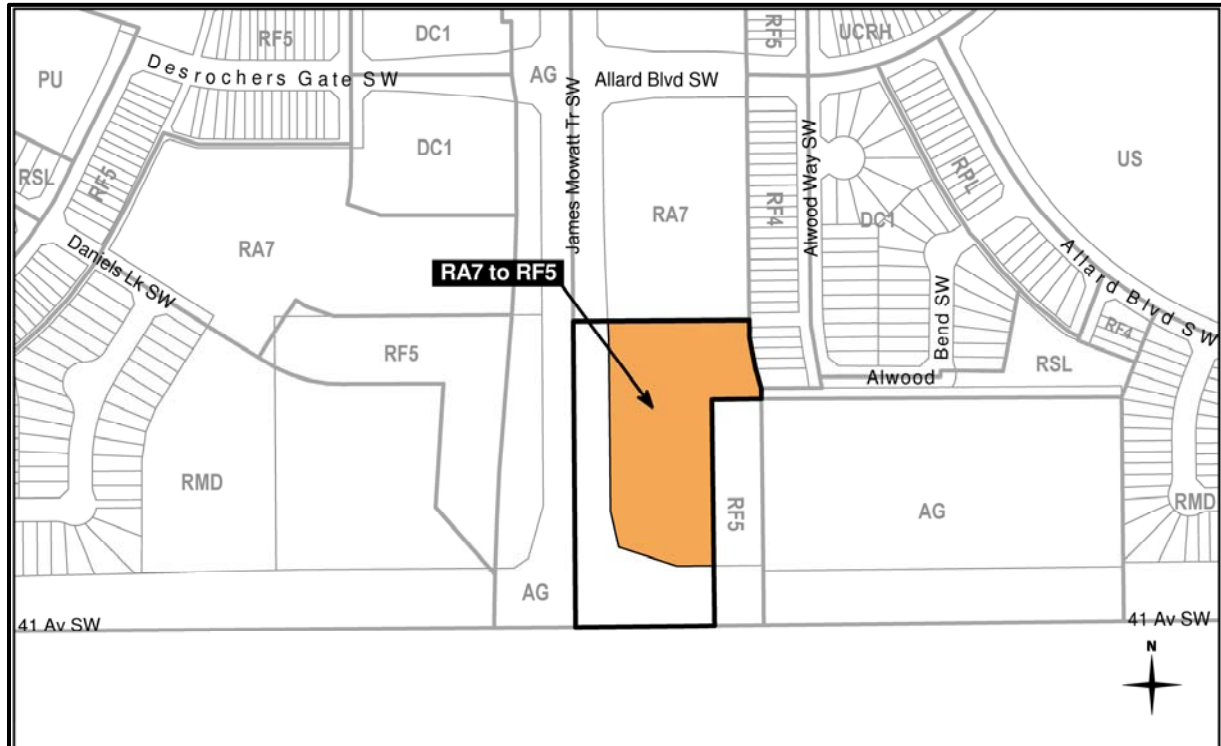 RF5
DC1
RF5
UCRH
PU
Desrochers Gate SW
AG
Allard Blvd SW
James Mowatt Tr SW
DC1
Alwood Way SW
RPL
US
RSL
RF5
RF4
DC1
RA7
RA7
Daniels Lk SW
RA7 to RF5
Allard Blvd SW
Bend SW
RF4
RF5
Alwood
RSL
RMD
RF5
AG
RMD
AG
41 Av SW
41 Av SW
N